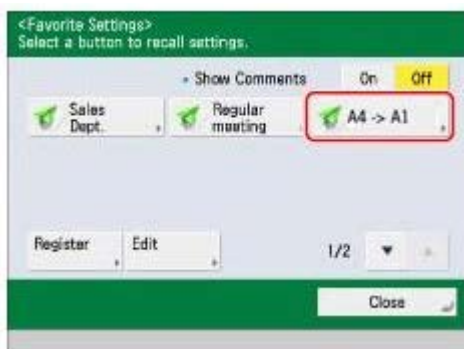 <Favorite Settings>
Select a button to recall settings.
Show Comments On Off
Sales Dept.
Regular meeting
A4 -> A1
Register Edit 1/2
Close